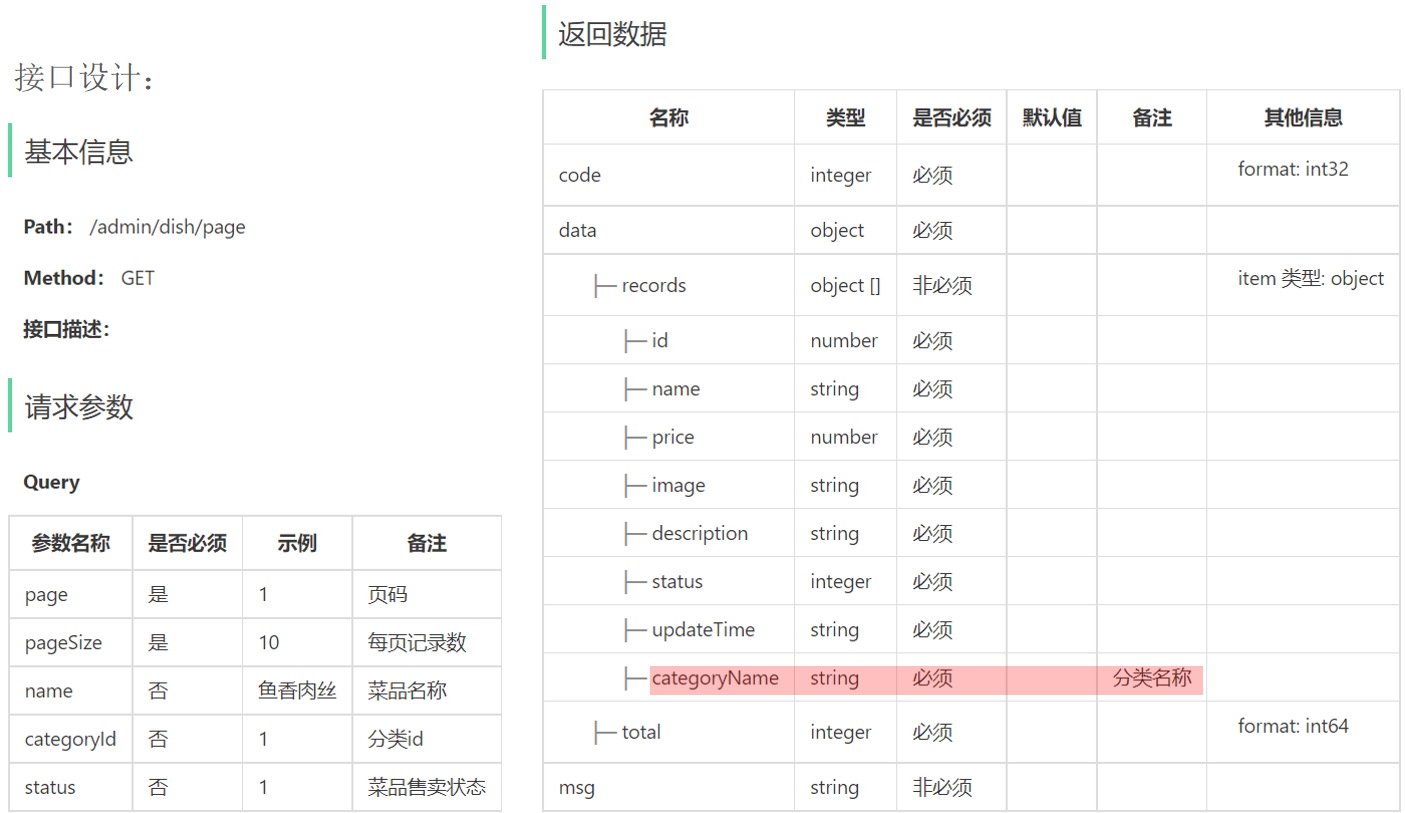 接口设计：
基本信息
Path： /admin/dish/page
Method： GET
接口描述：
请求参数
Query
参数名称 是否必须 示例 备注
page 是 1 页码
pageSize 是 10 每页记录数
name 否 鱼香肉丝 菜品名称
categoryId 否 1 分类id
status 否 1 菜品售卖状态
返回数据
名称 类型 是否必须 默认值 备注 其他信息
code integer 必须 format: int32
data object 必须
├─ records object [] 非必须 item 类型: object
├─ id number 必须
├─ name string 必须
├─ price number 必须
├─ image string 必须
├─ description string 必须
├─ status integer 必须
├─ updateTime string 必须
├─ categoryName string 必须 分类名称
├─ total integer 必须 format: int64
msg string 非必须